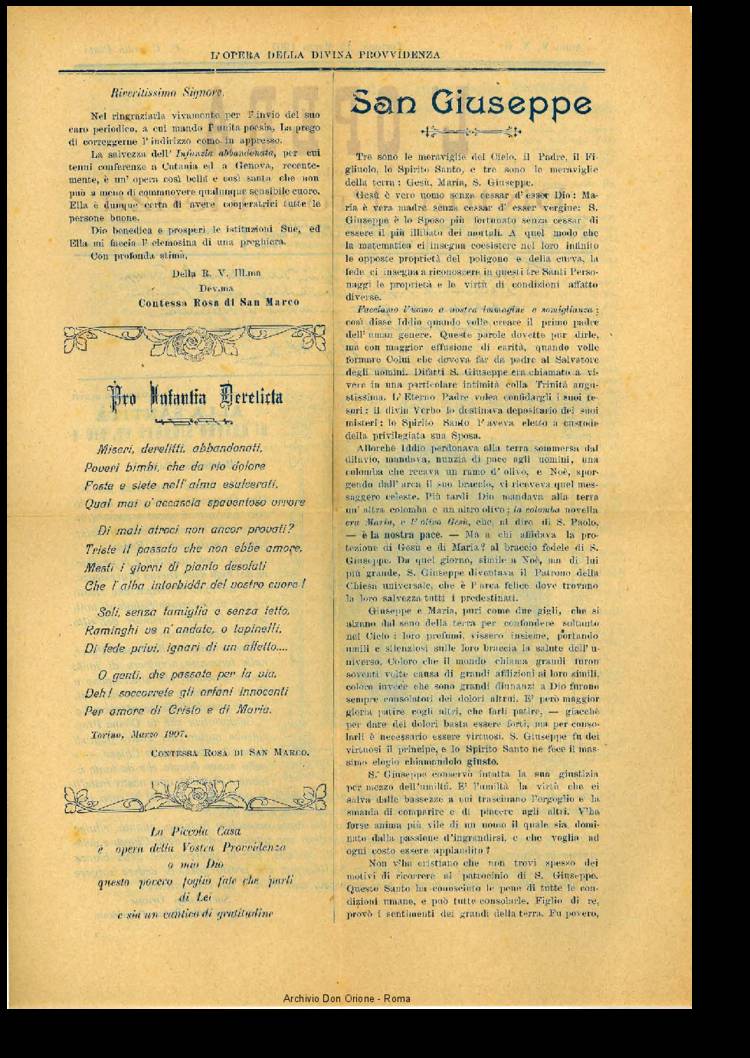 L'OPERA DELLA DIVINA PROVVIDENZA
Riveritissimo Signore,
Nel ringraziarla vivamente per l'invio del suo
caro periodico, a cui mando l'unita poesia, La prego
di correggerne l'indirizzo come in appresso.
La salvezza dell'Infanzia abbandonata, per cui
tenni conferenze a Catania ed a Genova, recente-
mente, è un'opera così bella e così santa che non
può a meno di commovere qualunque sensibile cuore.
Ella è dunque certa di avere cooperatrici tutte le
persone buone.
Dio benedica e prosperi le istituzioni Sue, ed
Ella mi faccia l'elemosina di una preghiera.
Con profonda stima,
Della R. V. Ill.ma
Dev.ma
Contessa Rosa di San Marco
Pro Infantia Derelicta
Miseri, derelitti, abbandonati,
Poveri bimbi, che da rio dolore
Foste e siete nell'alma esulcerati,
Qual mai v'accascia spaventoso orrore
Di mali atroci non ancor provati?
Triste il passato che non ebbe amore,
Mesti i giorni di pianto desolati
Che l'alba intorbidâr del vostro cuore!
Soli, senza famiglia e senza tetto,
Raminghi ve n'andate, o tapinelli,
Di fede privi, ignari di un affetto....
O genti, che passate per la via,
Deh! soccorrete gli orfani innocenti
Per amore di Cristo e di Maria.
Torino, Marzo 1907.
CONTESSA ROSA DI SAN MARCO.
La Piccola Casa
è opera della Vostra Provvidenza
o mio Dio
questo povero foglio fate che parli
di Lei
e sia un cantico di gratitudine
San Giuseppe
Tre sono le meraviglie del Cielo, il Padre, il Fi-
gliuolo, lo Spirito Santo, e tre sono le meraviglie
della terra: Gesù, Maria, S. Giuseppe.
Gesù è vero uomo senza cessar d'esser Dio: Ma-
ria è vera madre senza cessar d'esser vergine: S.
Giuseppe è lo Sposo più fortunato senza cessar di
essere il più illibato dei mortali. A quel modo che
la matematica ci insegna coesistere nel loro infinito
le opposte proprietà del poligono e della curva, la
fede ci insegna a riconoscere in questi tre Santi Perso-
naggi le proprietà e le virtù di condizioni affatto
diverse.
Facciamo l'uomo a nostra immagine e somiglianza;
così disse Iddio quando volle creare il primo padre
dell'uman genere. Queste parole dovette pur dirle,
ma con maggior effusione di carità, quando volle
formare Colui che doveva far da padre al Salvatore
degli uomini. Difatti S. Giuseppe era chiamato a vi-
vere in una particolare intimità colla Trinità augu-
stissima. L'Eterno Padre volea confidargli i suoi te-
sori: il divin Verbo lo destinava depositario dei suoi
misteri: lo Spirito Santo l'aveva eletto a custode
della privilegiata sua Sposa.
Allorchè Iddio perdonava alla terra sommersa dal
diluvio, mandava, nunzia di pace agli uomini, una
colomba che recava un ramo d'olivo, e Noè, spor-
gendo dall'arca il suo braccio, vi riceveva quel mes-
saggero celeste. Più tardi Dio mandava alla terra
un'altra colomba e un altro olivo; la colomba novella
era Maria, e l'olivo Gesù, che, al dire di S. Paolo,
— è la nostra pace. — Ma a chi affidava la pro-
tezione di Gesù e di Maria? al braccio fedele di S.
Giuseppe. Da quel giorno, simile a Noè, ma di lui
più grande, S. Giuseppe diventava il Patrono della
Chiesa universale, che è l'arca felice dove trovano
la loro salvezza tutti i predestinati.
Giuseppe e Maria, puri come due gigli, che si
alzano dal seno della terra per confondere soltanto
nel Cielo i loro profumi, vissero insieme, portando
umili e silenziosi sulle loro braccia la salute dell'u-
niverso. Coloro che il mondo chiama grandi furon
soventi volte causa di grandi afflizioni ai loro simili,
coloro invece che sono grandi dinnanzi a Dio furono
sempre consolatori dei dolori altrui. E' però maggior
gloria patire cogli altri, che farli patire, — giacchè
per dare dei dolori basta essere forti, ma per conso-
larli è necessario essere virtuosi. S. Giuseppe fu dei
virtuosi il principe, e lo Spirito Santo ne fece il mas-
simo elogio chiamandolo giusto.
S. Giuseppe conservò intatta la sua giustizia
per mezzo dell'umiltà. E' l'umiltà la virtù che ci
salva dalle bassezze a cui trascinano l'orgoglio e la
smania di comparire e di piacere agli altri. V'ha
forse anima più vile di un uomo il quale sia domi-
nato dalla passione d'ingrandirsi, e che voglia ad
ogni costo essere applaudito?
Non v'ha cristiano che non trovi spesso dei
motivi di ricorrere al patrocinio di S. Giuseppe.
Questo Santo ha conosciuto le pene di tutte le con-
dizioni umane, e può tutte consolarle. Figlio di re,
provò i sentimenti dei grandi della terra. Fu povero,
Archivio Don Orione - Roma